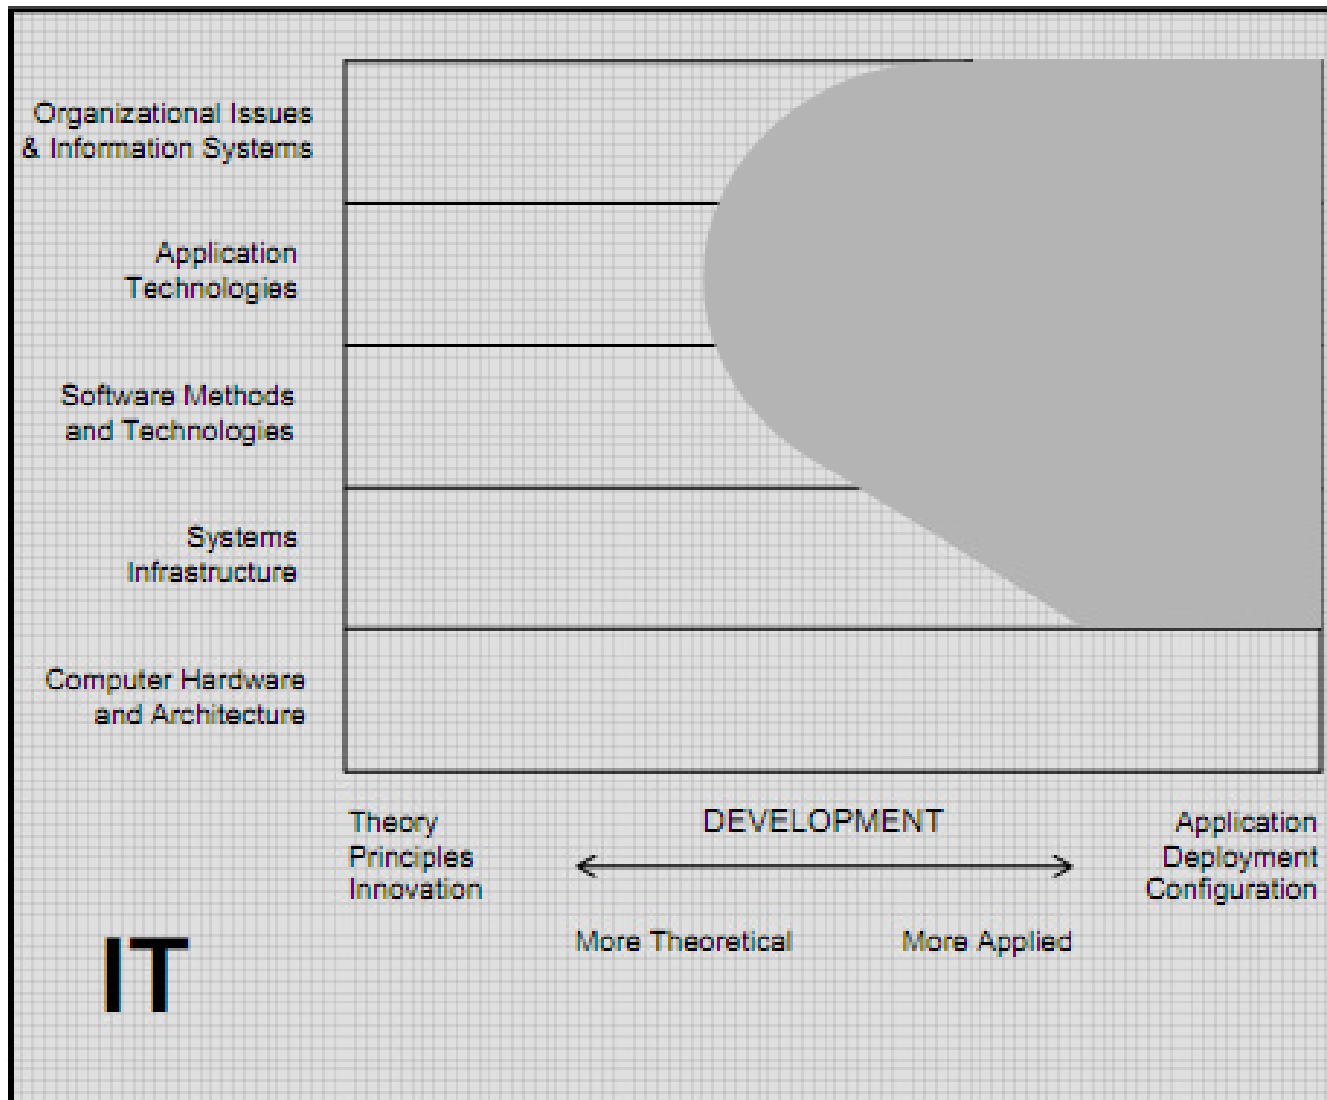 Organizational Issues
& Information Systems
Application
Technologies
Software Methods
and Technologies
Systems
Infrastructure
Computer Hardware
and Architecture
Theory
Principles
Innovation
DEVELOPMENT
Application
Deployment
Configuration
More Theoretical
More Applied
IT